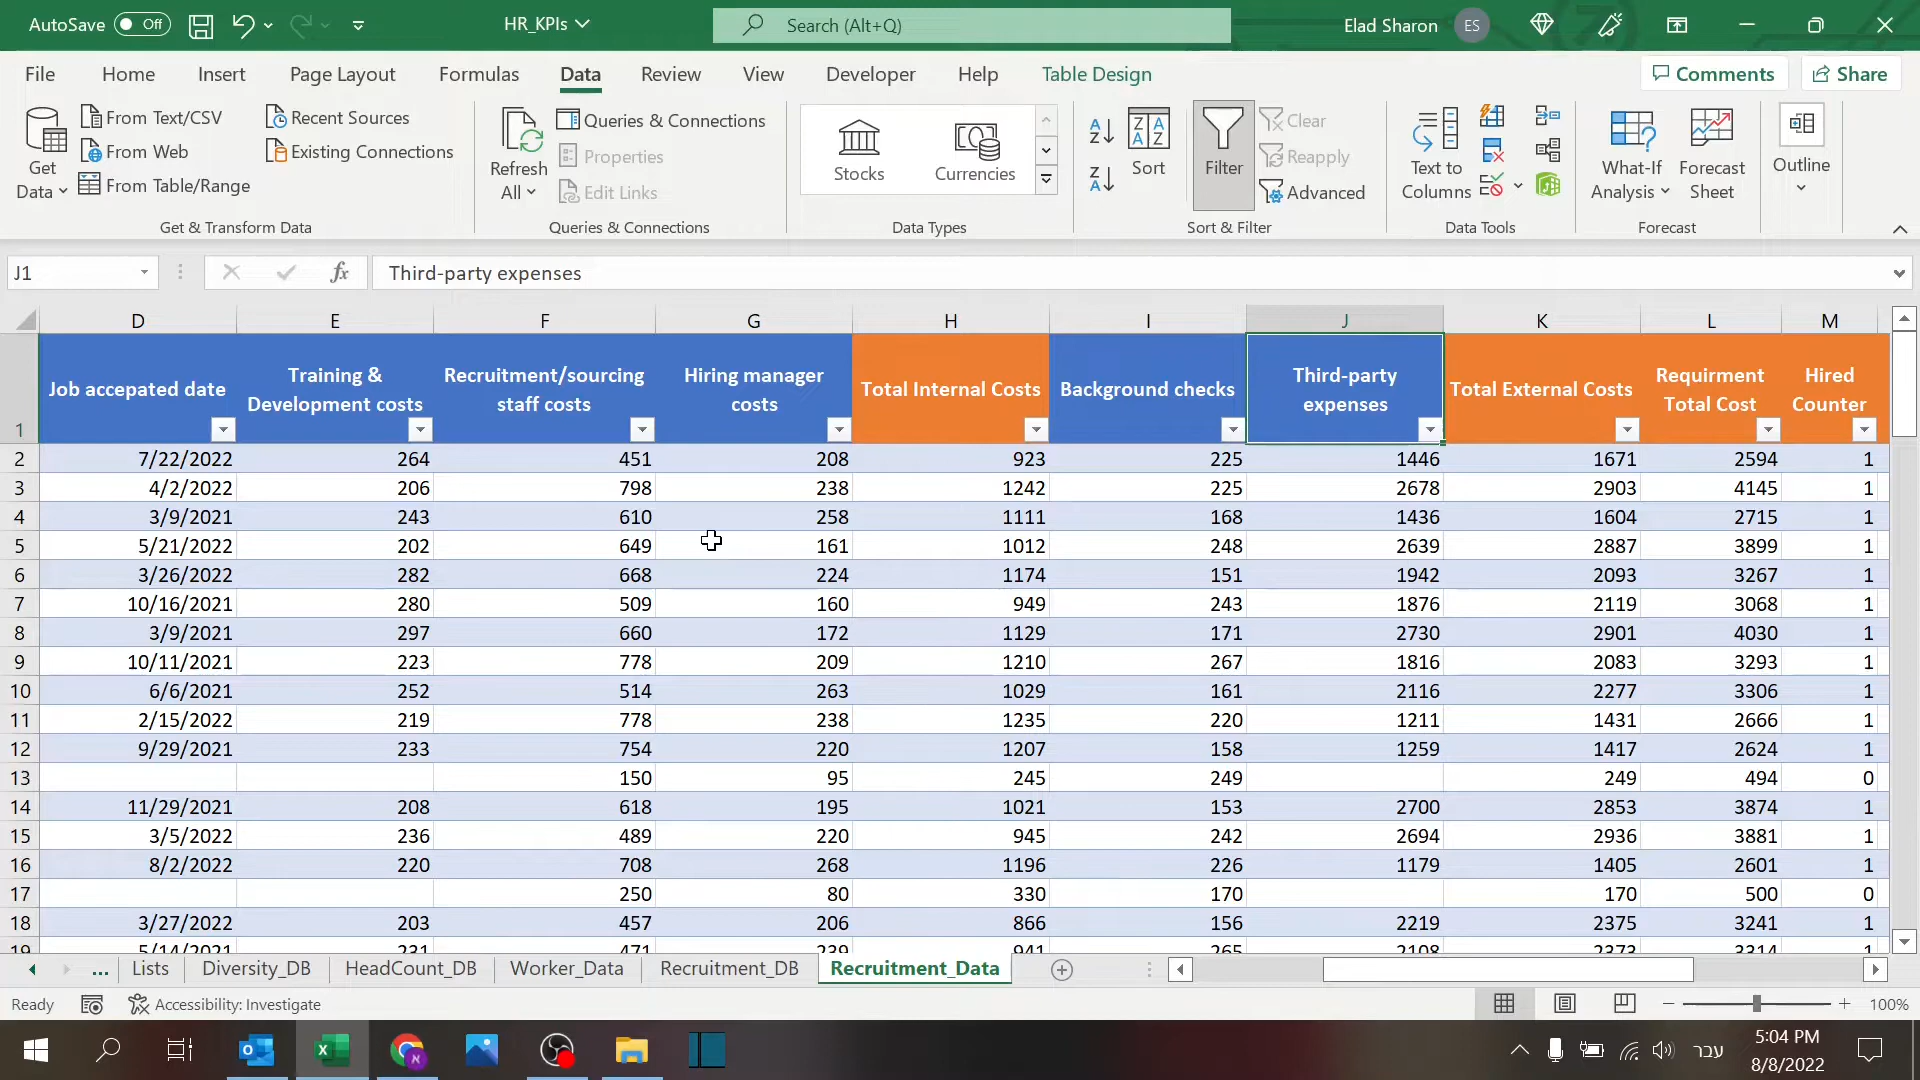 AutoSave Off HR_KPIs Search (Alt+Q) Elad Sharon ES
File Home Insert Page Layout Formulas Data Review View Developer Help Table Design Comments Share
Get Data From Text/CSV Recent Sources
From Web Existing Connections
From Table/Range
Get & Transform Data
Refresh All Queries & Connections
Properties
Edit Links
Queries & Connections
Stocks Currencies
Data Types
Sort Filter Clear
Reapply
Advanced
Sort & Filter
Text to Columns
Data Tools
What-If Analysis Forecast Sheet
Forecast
Outline
J1 fx Third-party expenses
D E F G H I J K L M
1 Job accepated date Training & Development costs Recruitment/sourcing staff costs Hiring manager costs Total Internal Costs Background checks Third-party expenses Total External Costs Requirment Total Cost Hired Counter
2 7/22/2022 264 451 208 923 225 1446 1671 2594 1
3 4/2/2022 206 798 238 1242 225 2678 2903 4145 1
4 3/9/2021 243 610 258 1111 168 1436 1604 2715 1
5 5/21/2022 202 649 161 1012 248 2639 2887 3899 1
6 3/26/2022 282 668 224 1174 151 1942 2093 3267 1
7 10/16/2021 280 509 160 949 243 1876 2119 3068 1
8 3/9/2021 297 660 172 1129 171 2730 2901 4030 1
9 10/11/2021 223 778 209 1210 267 1816 2083 3293 1
10 6/6/2021 252 514 263 1029 161 2116 2277 3306 1
11 2/15/2022 219 778 238 1235 220 1211 1431 2666 1
12 9/29/2021 233 754 220 1207 158 1259 1417 2624 1
13 150 95 245 249 249 494 0
14 11/29/2021 208 618 195 1021 153 2700 2853 3874 1
15 3/5/2022 236 489 220 945 242 2694 2936 3881 1
16 8/2/2022 220 708 268 1196 226 1179 1405 2601 1
17 250 80 330 170 170 500 0
18 3/27/2022 203 457 206 866 156 2219 2375 3241 1
19 5/14/2021 231 471 239 941 265 2108 2373 3314 1
... Lists Diversity_DB HeadCount_DB Worker_Data Recruitment_DB Recruitment_Data
Ready Accessibility: Investigate 100%
עבר 5:04 PM
8/8/2022